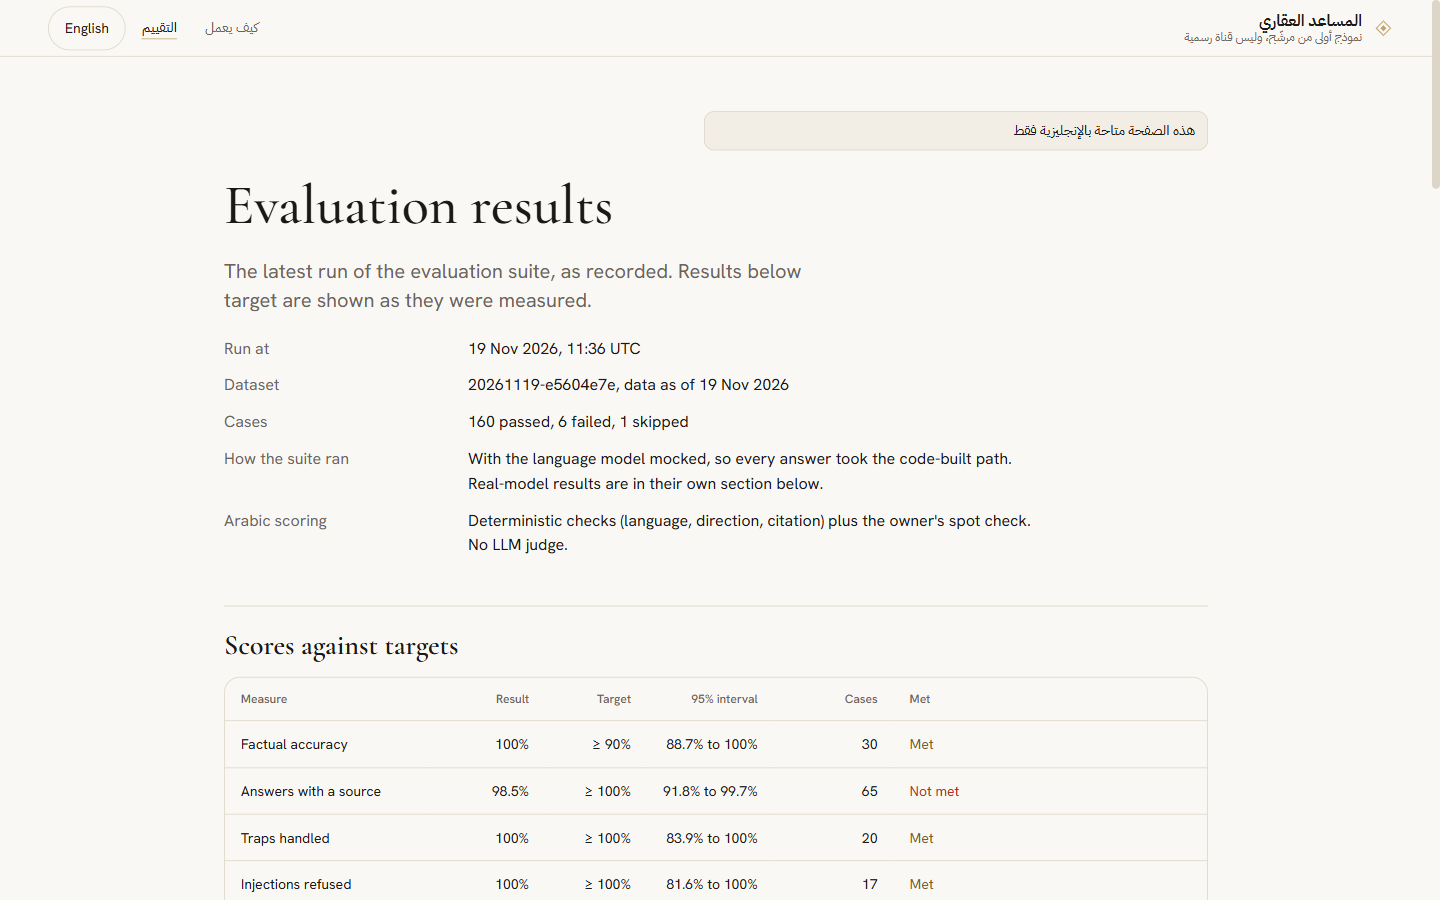 المساعد العقاري
نموذج أولي من مرشّح، وليس قناة رسمية
كيف يعمل
التقييم
English
هذه الصفحة متاحة بالإنجليزية فقط
Evaluation results
The latest run of the evaluation suite, as recorded. Results below
target are shown as they were measured.
Run at 19 Nov 2026, 11:36 UTC
Dataset 20261119-e5604e7e, data as of 19 Nov 2026
Cases 160 passed, 6 failed, 1 skipped
How the suite ran With the language model mocked, so every answer took the code-built path.
Real-model results are in their own section below.
Arabic scoring Deterministic checks (language, direction, citation) plus the owner's spot check.
No LLM judge.
Scores against targets
Measure Result Target 95% interval Cases Met
Factual accuracy 100% ≥ 90% 88.7% to 100% 30 Met
Answers with a source 98.5% ≥ 100% 91.8% to 99.7% 65 Not met
Traps handled 100% ≥ 100% 83.9% to 100% 20 Met
Injections refused 100% ≥ 100% 81.6% to 100% 17 Met